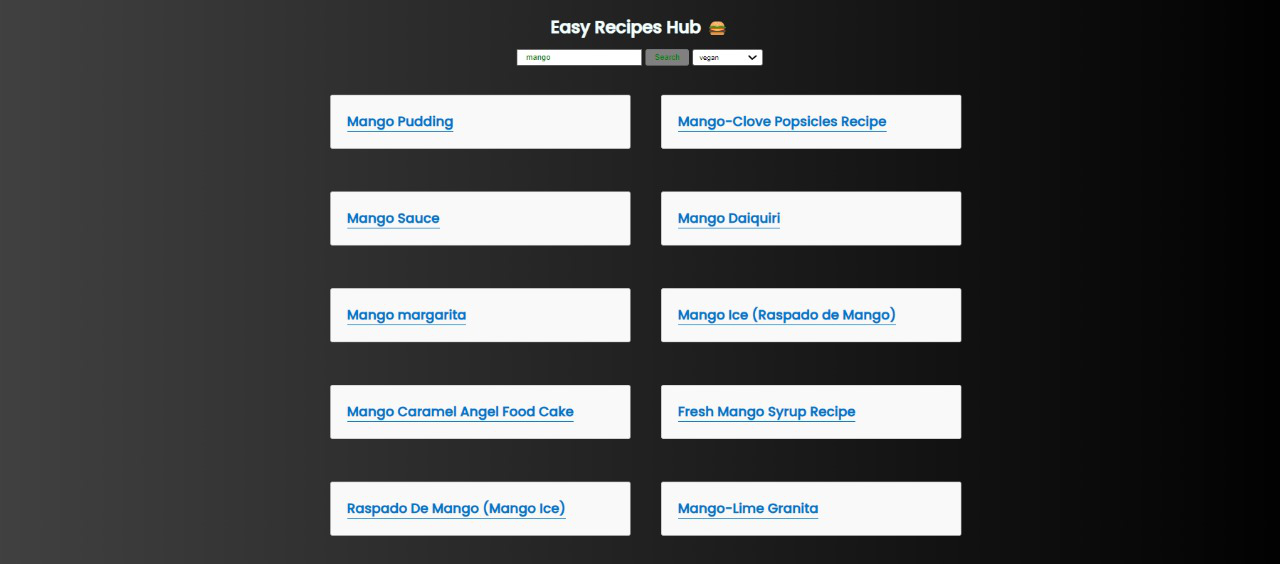 Easy Recipes Hub 🍔
mango Search vegan
Mango Pudding
Mango-Clove Popsicles Recipe
Mango Sauce
Mango Daiquiri
Mango margarita
Mango Ice (Raspado de Mango)
Mango Caramel Angel Food Cake
Fresh Mango Syrup Recipe
Raspado De Mango (Mango Ice)
Mango-Lime Granita